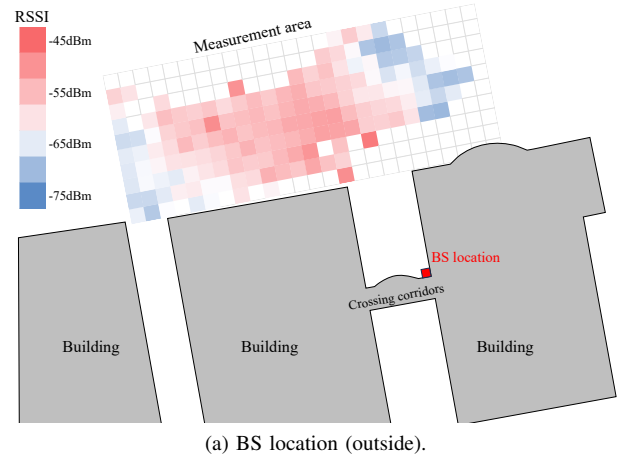 RSSI
Measurement area
-45dBm
-55dBm
-65dBm
-75dBm
BS location
Crossing corridors
Building
Building
Building
(a) BS location (outside).